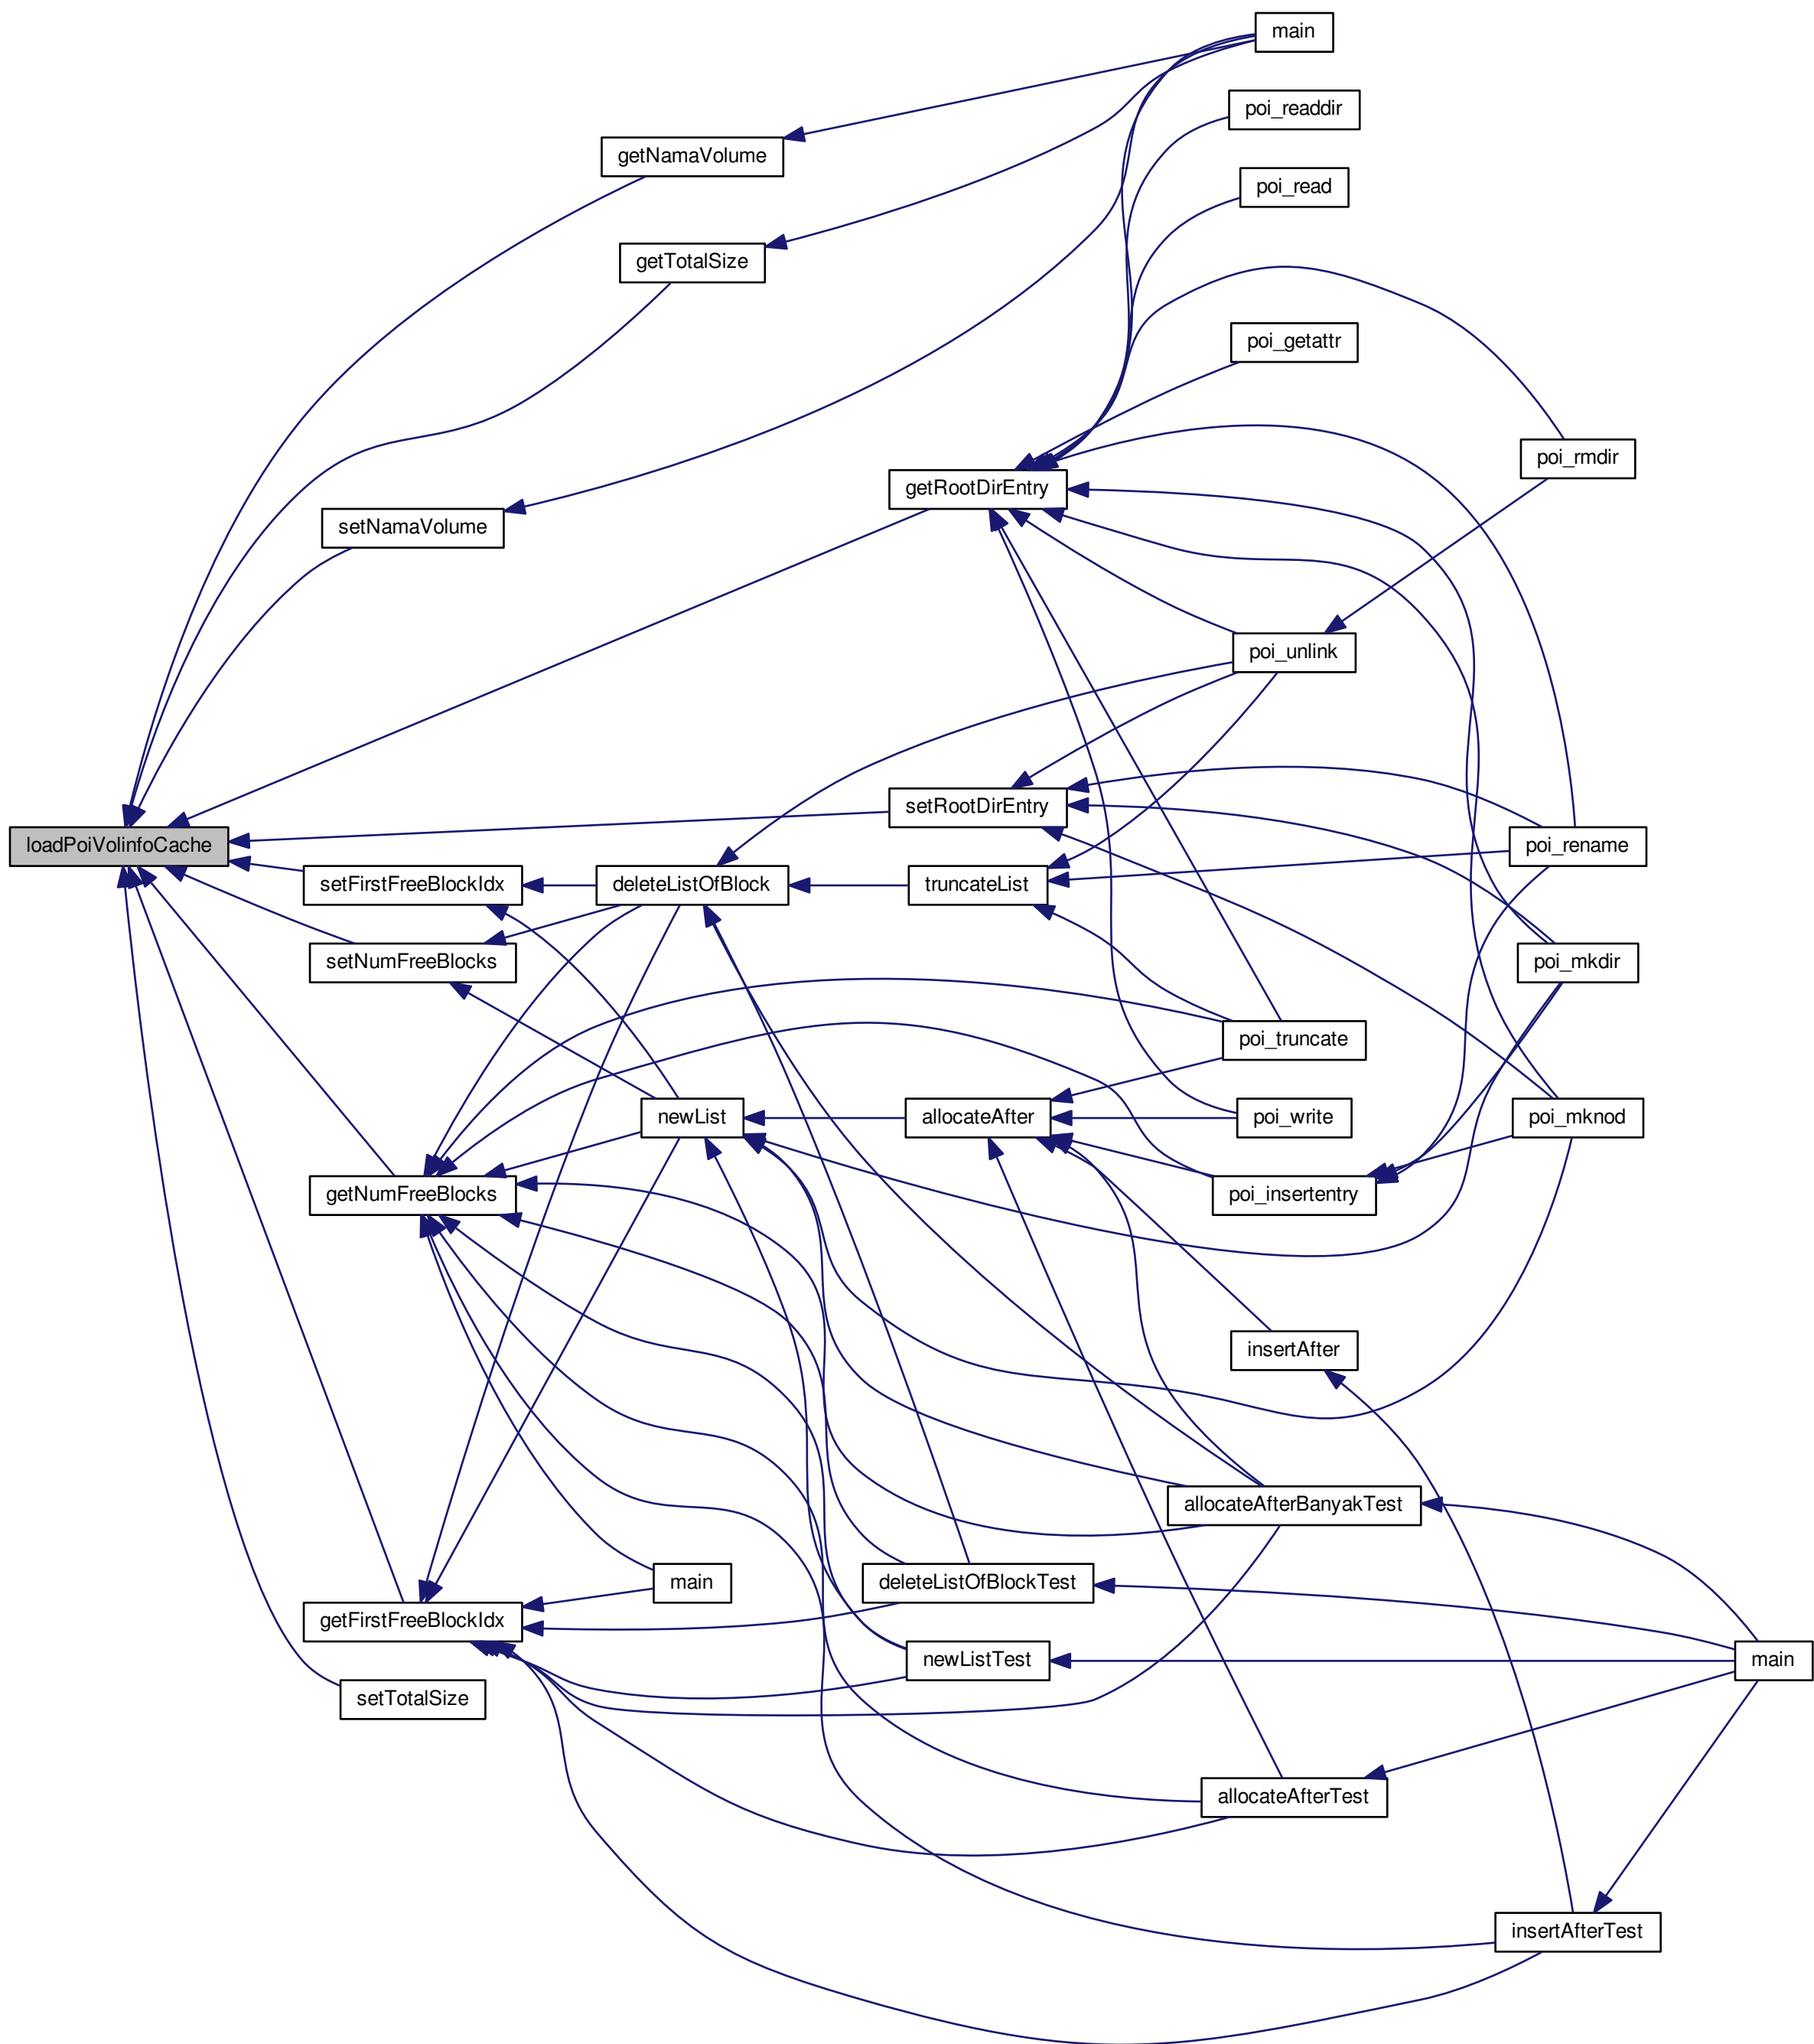 main
poi_readdir
getNamaVolume
poi_read
getTotalSize
poi_getattr
poi_rmdir
getRootDirEntry
setNamaVolume
poi_unlink
setRootDirEntry
loadPoiVolinfoCache
poi_rename
setFirstFreeBlockIdx
deleteListOfBlock
truncateList
setNumFreeBlocks
poi_mkdir
poi_truncate
newList
allocateAfter
poi_write
poi_mknod
getNumFreeBlocks
poi_insertentry
insertAfter
allocateAfterBanyakTest
main
deleteListOfBlockTest
getFirstFreeBlockIdx
newListTest
main
setTotalSize
allocateAfterTest
insertAfterTest